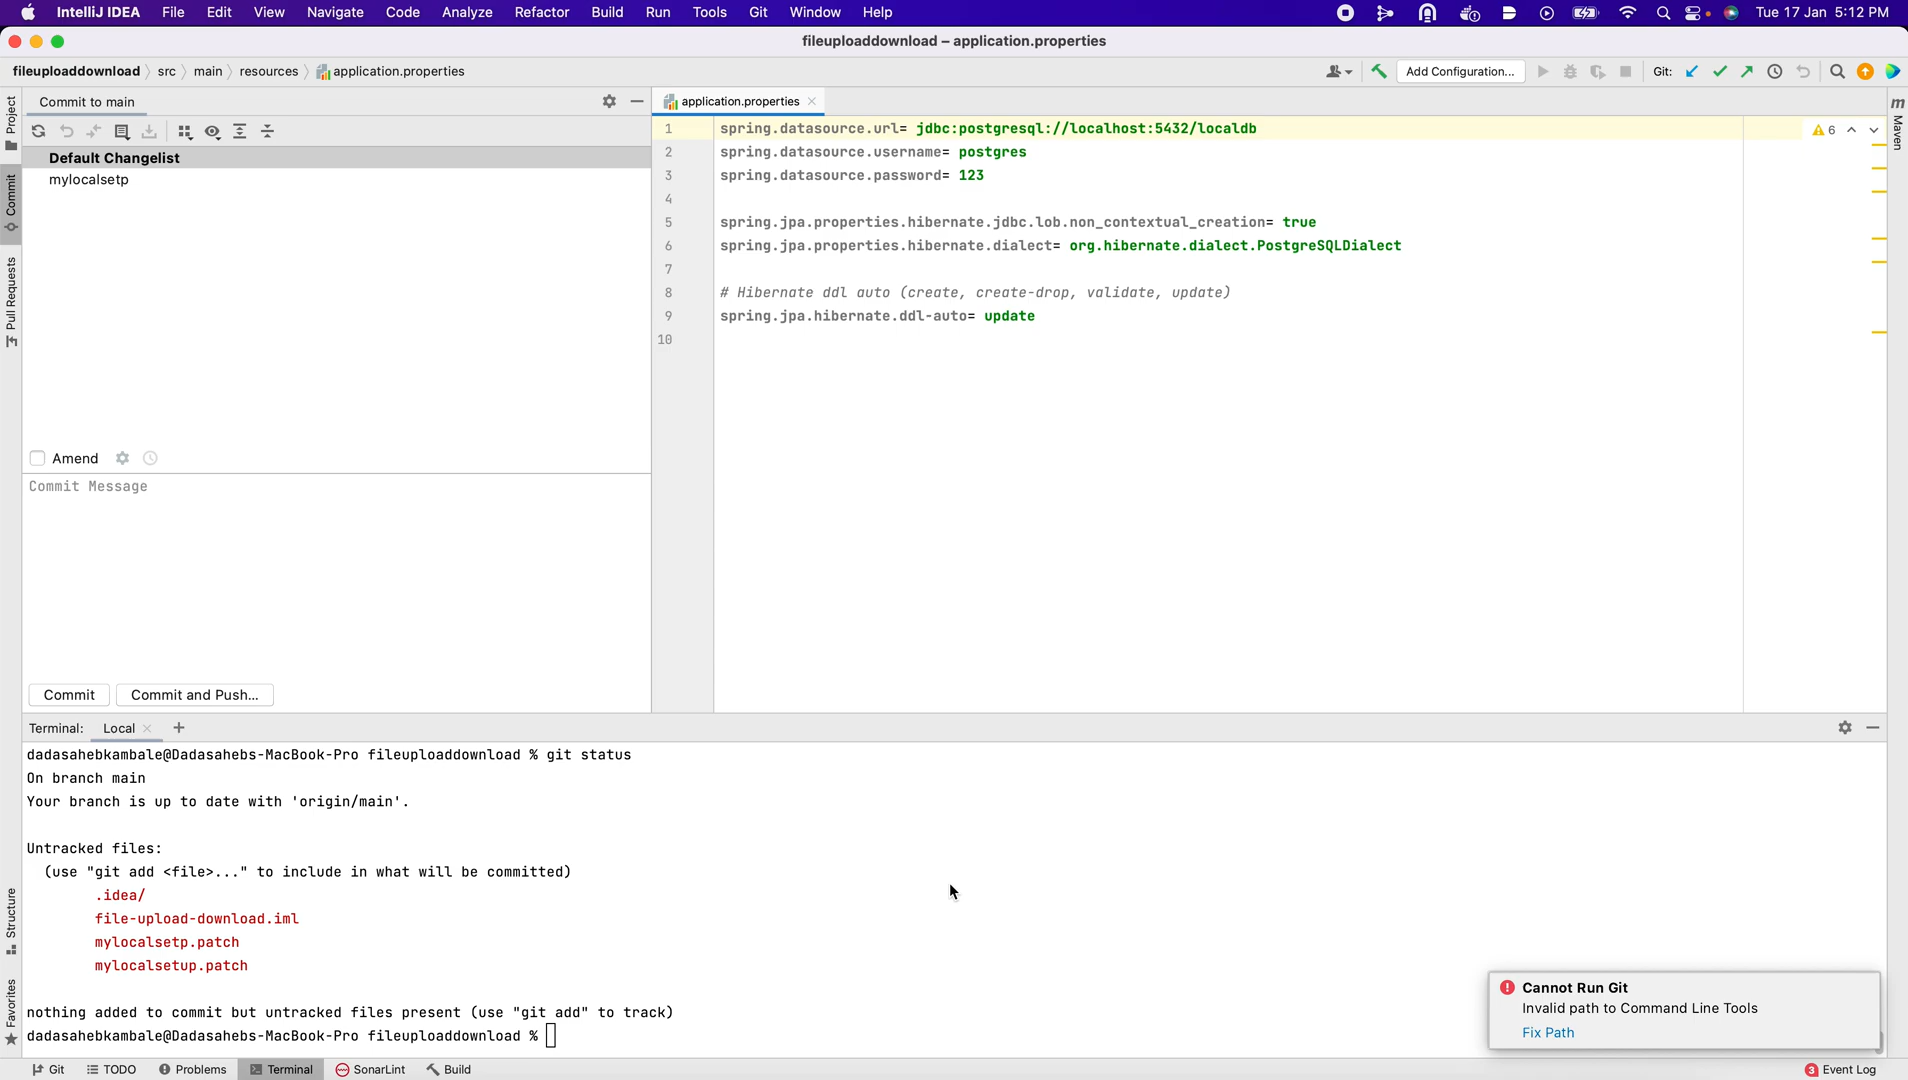 IntelliJ IDEA File Edit View Navigate Code Analyze Refactor Build Run Tools Git Window Help Tue 17 Jan 5:12 PM
fileuploaddownload – application.properties
fileuploaddownload src main resources application.properties Add Configuration... Git:
Project
Commit
Pull Requests
Structure
Favorites
Commit to main
Default Changelist
mylocalsetp
Amend
Commit Message
Commit Commit and Push...
application.properties
6
Maven
1 spring.datasource.url= jdbc:postgresql://localhost:5432/localdb
2 spring.datasource.username= postgres
3 spring.datasource.password= 123
4
5 spring.jpa.properties.hibernate.jdbc.lob.non_contextual_creation= true
6 spring.jpa.properties.hibernate.dialect= org.hibernate.dialect.PostgreSQLDialect
7
8 # Hibernate ddl auto (create, create-drop, validate, update)
9 spring.jpa.hibernate.ddl-auto= update
10
Terminal: Local
dadasahebkambale@Dadasahebs-MacBook-Pro fileuploaddownload % git status
On branch main
Your branch is up to date with 'origin/main'.
Untracked files:
(use "git add <file>..." to include in what will be committed)
.idea/
file-upload-download.iml
mylocalsetp.patch
mylocalsetup.patch
nothing added to commit but untracked files present (use "git add" to track)
dadasahebkambale@Dadasahebs-MacBook-Pro fileuploaddownload %
Cannot Run Git
Invalid path to Command Line Tools
Fix Path
Git TODO Problems Terminal SonarLint Build 3 Event Log